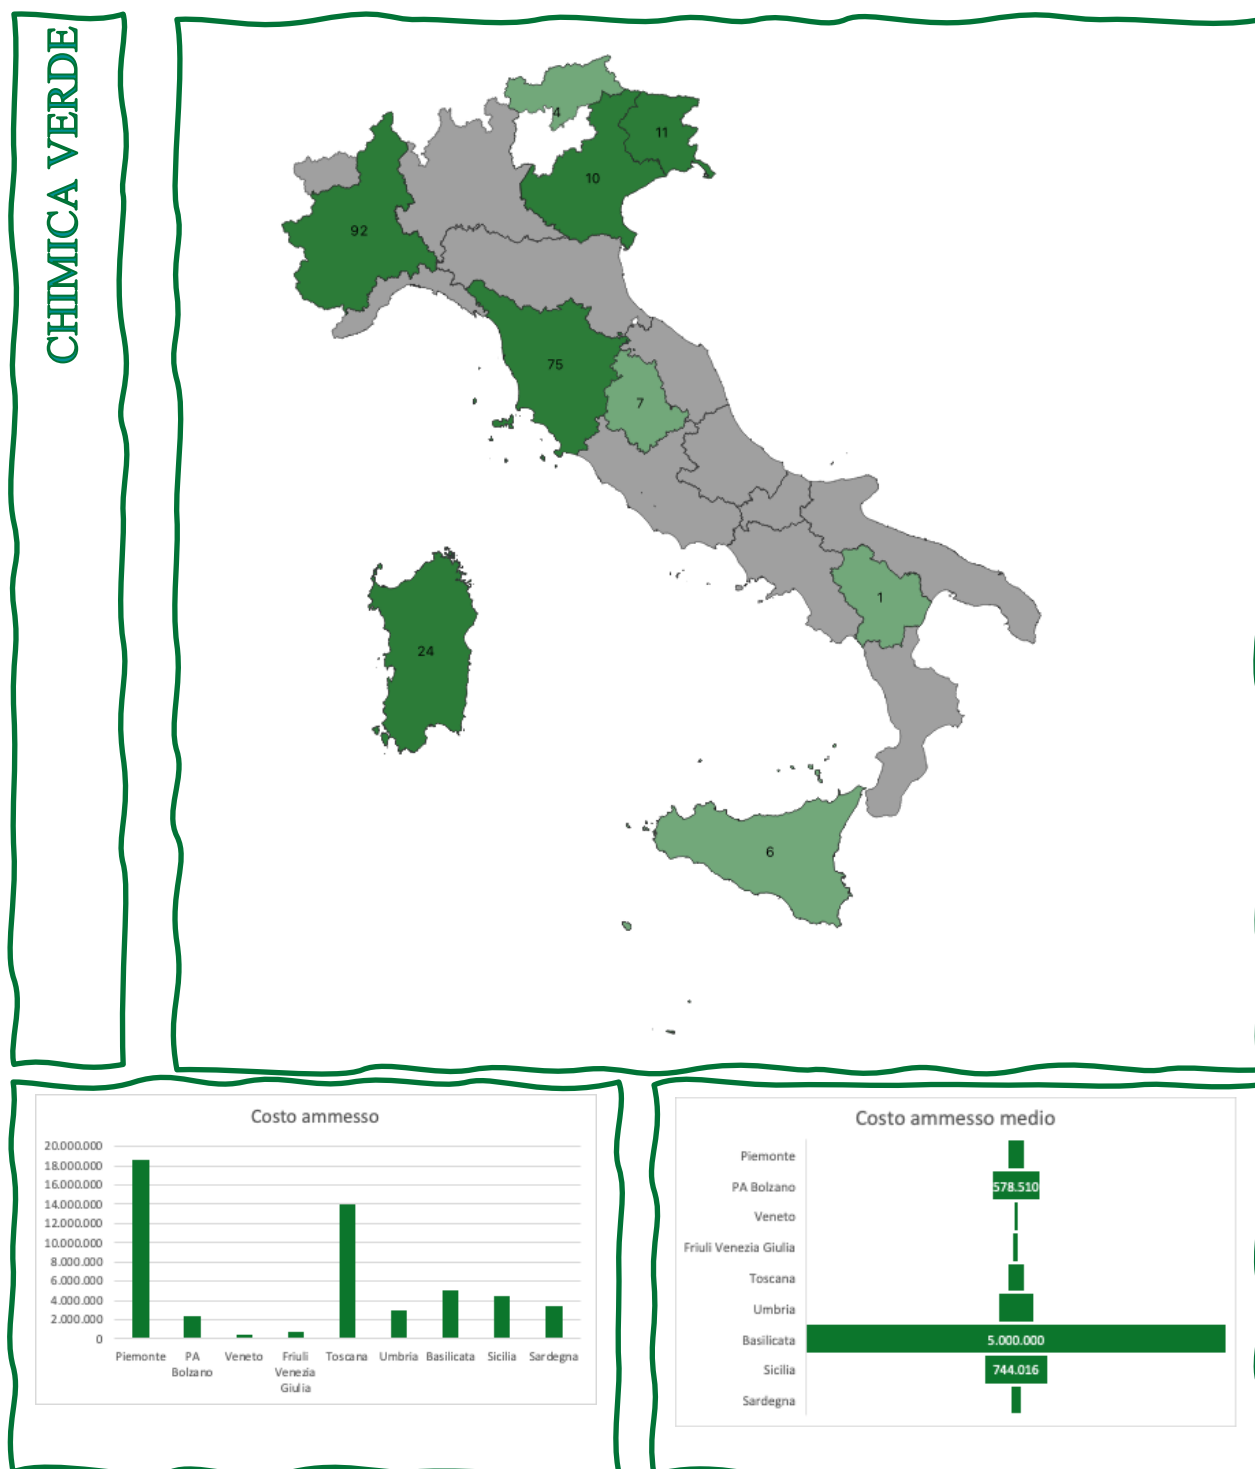 CHIMICA VERDE
4
11
10
92
75
7
1
24
6
Costo ammesso
20.000.000
18.000.000
16.000.000
14.000.000
12.000.000
10.000.000
8.000.000
6.000.000
4.000.000
2.000.000
0
Piemonte
PA
Bolzano
Veneto
Friuli
Venezia
Giulia
Toscana
Umbria
Basilicata
Sicilia
Sardegna
Costo ammesso medio
Piemonte
PA Bolzano
578.510
Veneto
Friuli Venezia Giulia
Toscana
Umbria
Basilicata
5.000.000
Sicilia
744.016
Sardegna